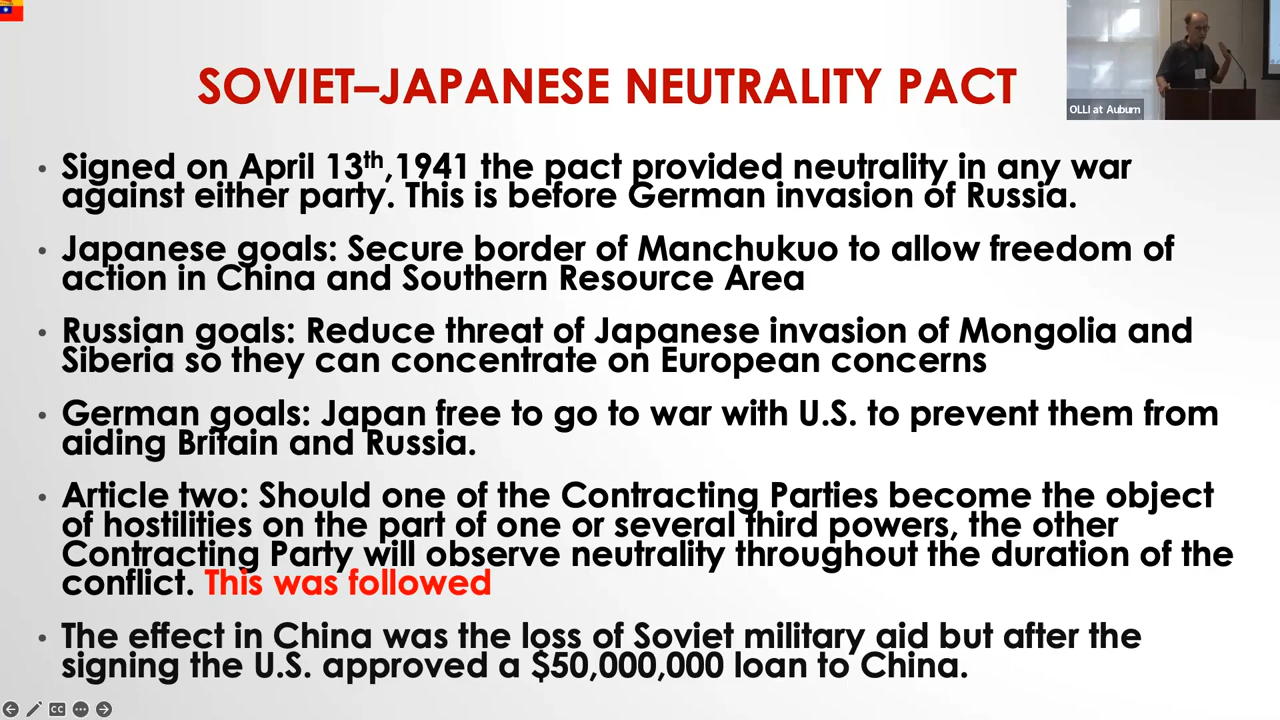 SOVIET–JAPANESE NEUTRALITY PACT
OLLI at Auburn
• Signed on April 13th,1941 the pact provided neutrality in any war
against either party. This is before German invasion of Russia.
• Japanese goals: Secure border of Manchukuo to allow freedom of
action in China and Southern Resource Area
• Russian goals: Reduce threat of Japanese invasion of Mongolia and
Siberia so they can concentrate on European concerns
• German goals: Japan free to go to war with U.S. to prevent them from
aiding Britain and Russia.
• Article two: Should one of the Contracting Parties become the object
of hostilities on the part of one or several third powers, the other
Contracting Party will observe neutrality throughout the duration of the
conflict. This was followed
• The effect in China was the loss of Soviet military aid but after the
signing the U.S. approved a $50,000,000 loan to China.
CC